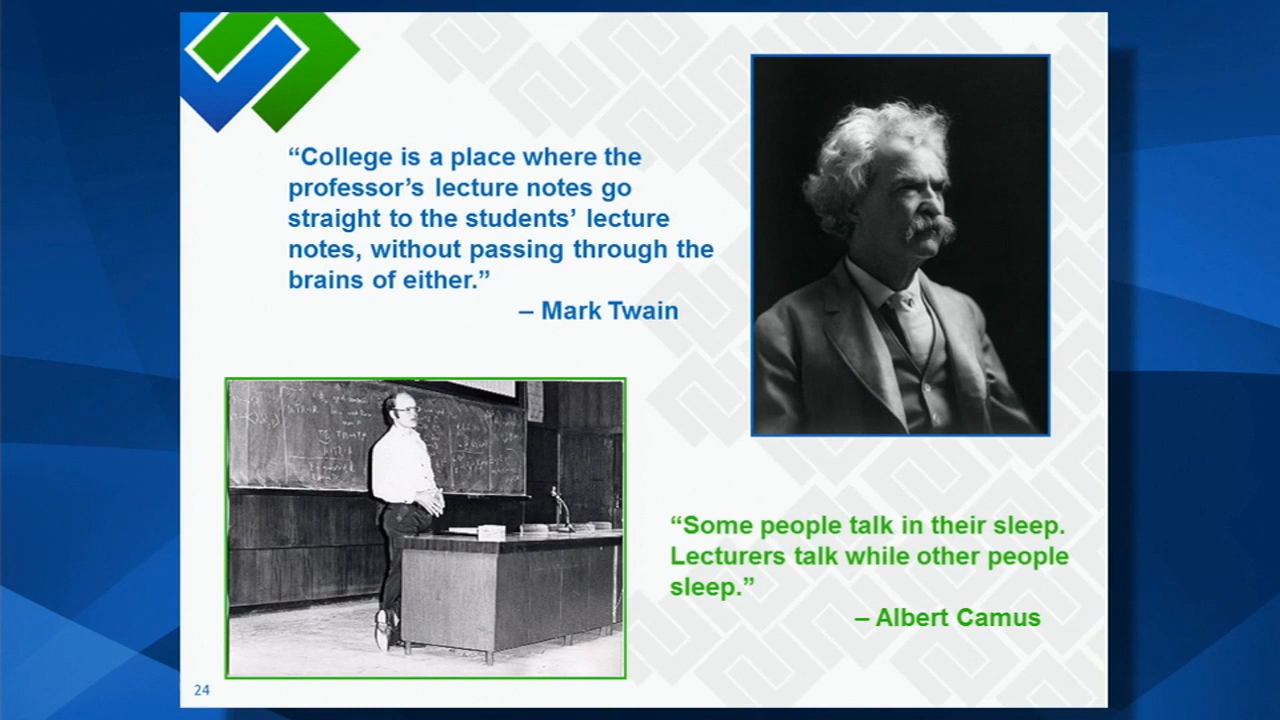 “College is a place where the
professor’s lecture notes go
straight to the students’ lecture
notes, without passing through the
brains of either.”
– Mark Twain
“Some people talk in their sleep.
Lecturers talk while other people
sleep.”
– Albert Camus
24